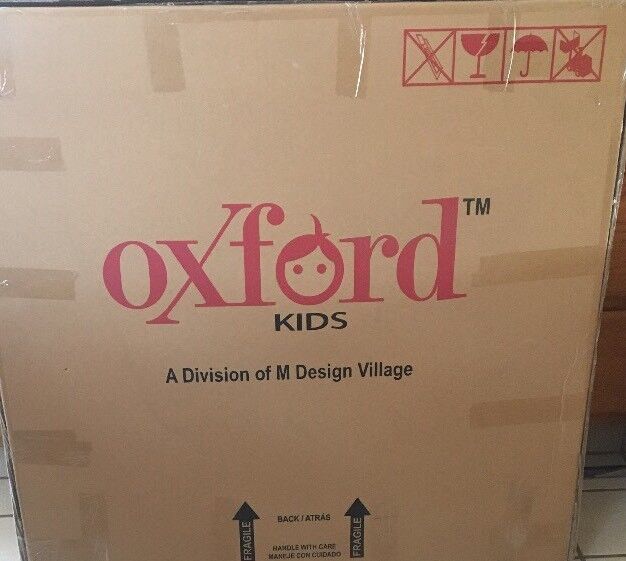 oxford™
KIDS
A Division of M Design Village
BACK / ATRÁS
FRAGILE
FRAGILE
HANDLE WITH CARE
MANEJE CON CUIDADO